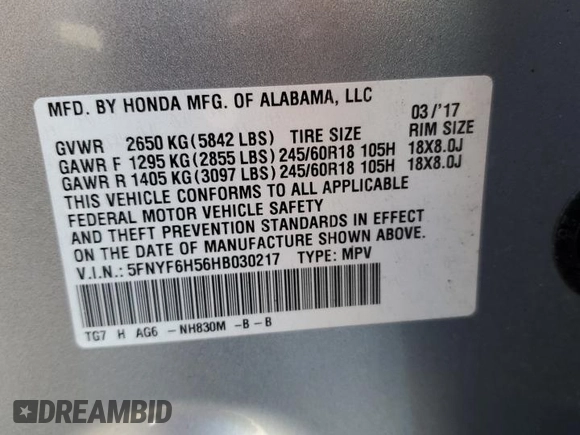 MFD. BY HONDA MFG. OF ALABAMA, LLC 03/'17
GVWR 2650 KG(5842 LBS) TIRE SIZE RIM SIZE
GAWR F 1295 KG(2855 LBS) 245/60R18 105H 18X8.0J
GAWR R 1405 KG(3097 LBS) 245/60R18 105H 18X8.0J
THIS VEHICLE CONFORMS TO ALL APPLICABLE
FEDERAL MOTOR VEHICLE SAFETY
AND THEFT PREVENTION STANDARDS IN EFFECT
ON THE DATE OF MANUFACTURE SHOWN ABOVE.
V.I.N.: 5FNYF6H56HB030217 TYPE: MPV
TG7 H AG6 -NH830M -B-B
DREAMBID